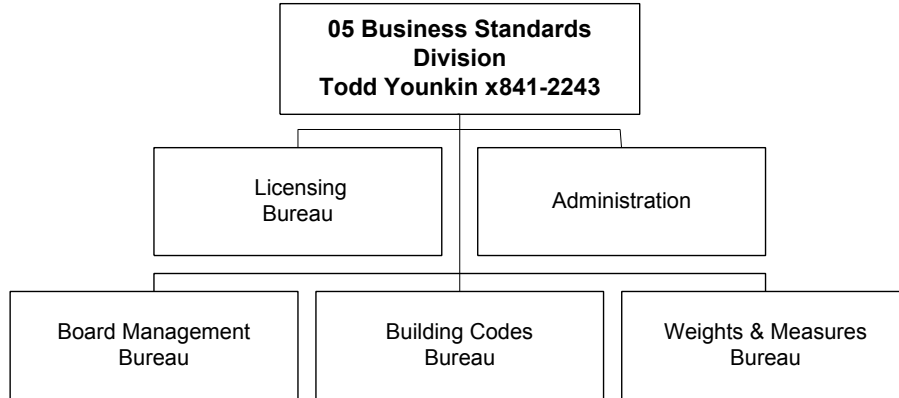 05 Business Standards
Division
Todd Younkin x841-2243
Licensing
Bureau
Administration
Board Management
Bureau
Building Codes
Bureau
Weights & Measures
Bureau